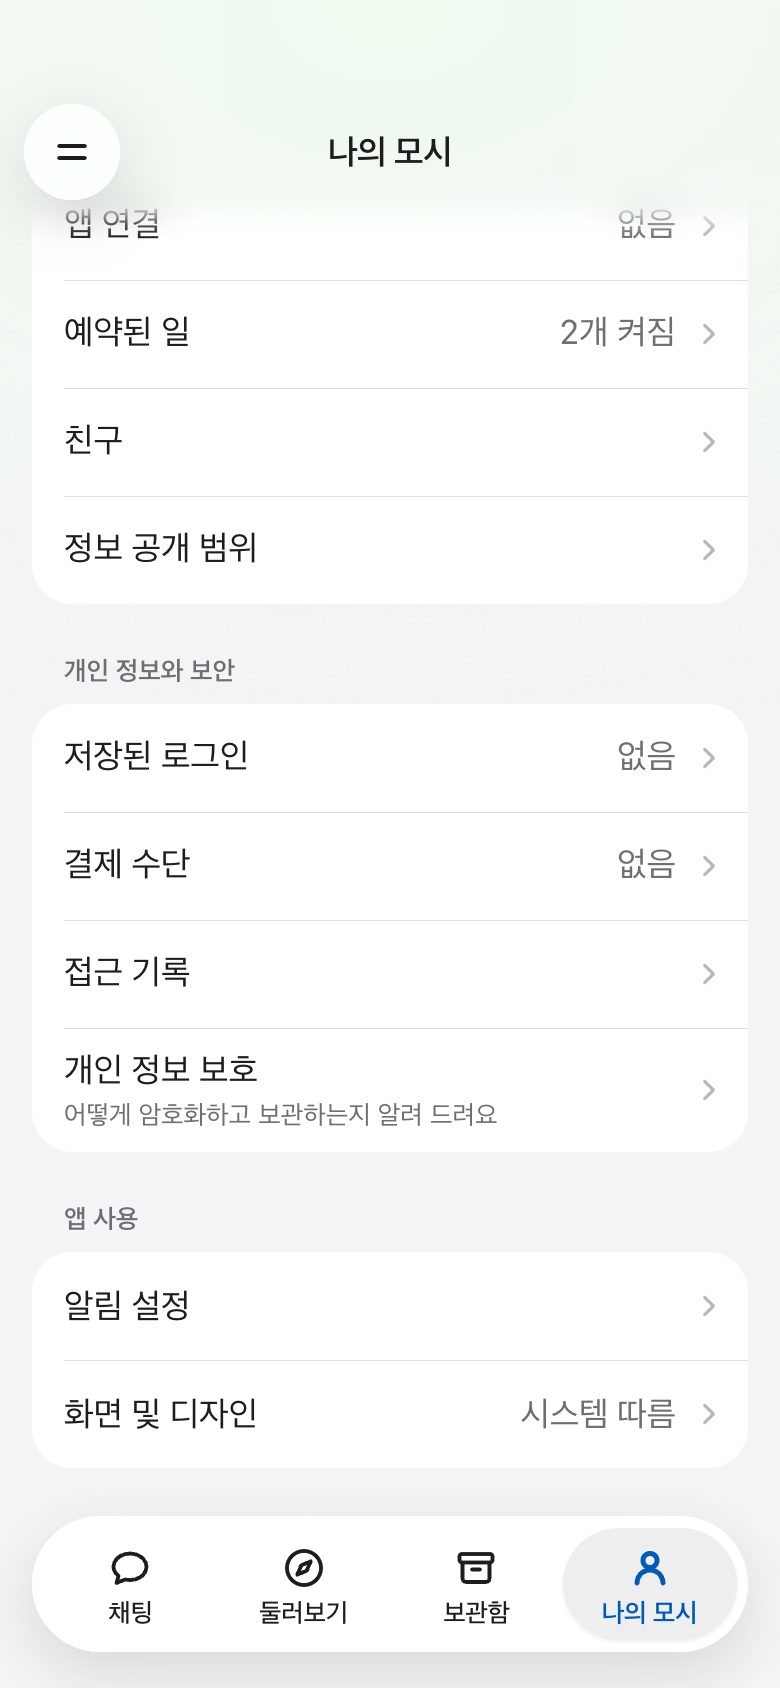 나의 모시
앱 연결 없음
예약된 일 2개 켜짐
친구
정보 공개 범위
개인 정보와 보안
저장된 로그인 없음
결제 수단 없음
접근 기록
개인 정보 보호
어떻게 암호화하고 보관하는지 알려 드려요
앱 사용
알림 설정
화면 및 디자인 시스템 따름
채팅 둘러보기 보관함 나의 모시